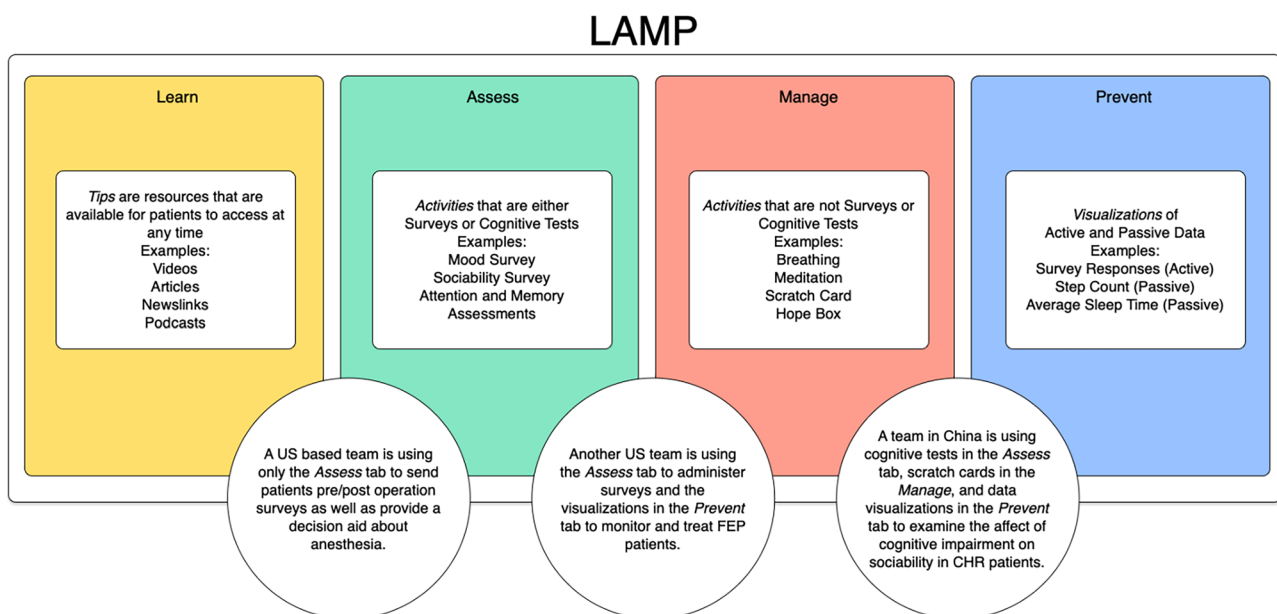 LAMP
Learn
Tips are resources that are
available for patients to access at
any time
Examples:
Videos
Articles
Newslinks
Podcasts
Assess
Activities that are either
Surveys or Cognitive Tests
Examples:
Mood Survey
Sociability Survey
Attention and Memory
Assessments
Manage
Activities that are not Surveys or
Cognitive Tests
Examples:
Breathing
Meditation
Scratch Card
Hope Box
Prevent
Visualizations of
Active and Passive Data
Examples:
Survey Responses (Active)
Step Count (Passive)
Average Sleep Time (Passive)
A US based team is using
only the Assess tab to send
patients pre/post operation
surveys as well as provide a
decision aid about
anesthesia.
Another US team is using
the Assess tab to administer
surveys and the
visualizations in the Prevent
tab to monitor and treat FEP
patients.
A team in China is using
cognitive tests in the Assess
tab, scratch cards in the
Manage, and data
visualizations in the Prevent
tab to examine the affect of
cognitive impairment on
sociability in CHR patients.